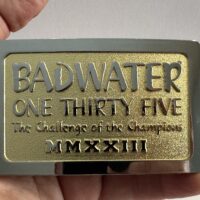 BADWATER
ONE THIRTY FIVE
The Challenge of the Champions
MMXXIII